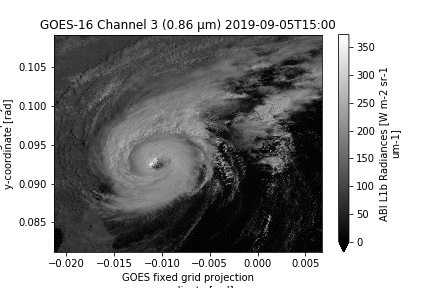 GOES-16 Channel 3 (0.86 μm) 2019-09-05T15:00
0.105
0.100
0.095
0.090
0.085
y-coordinate [rad]
−0.020 −0.015 −0.010 −0.005 0.000 0.005
GOES fixed grid projection
350
300
250
200
150
100
50
0
ABI L1b Radiances [W m-2 sr-1
um-1]